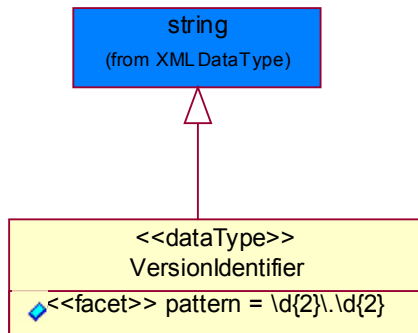 string
(from XMLDataType)
<<dataType>>
VersionIdentifier
<<facet>> pattern = \d{2}\.\d{2}